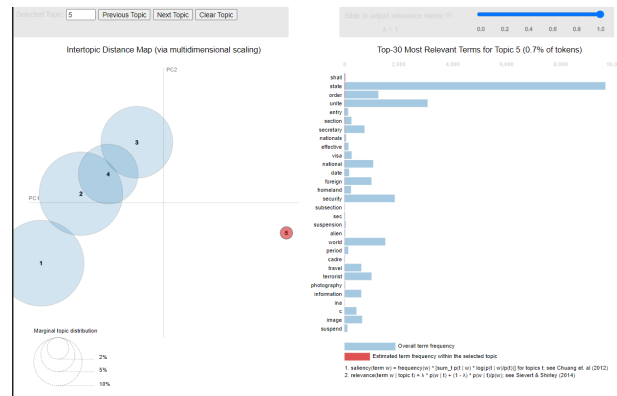 Selected Topic: 5 Previous Topic Next Topic Clear Topic
Slide to adjust relevance metric:(2)
λ = 1
0.0 0.2 0.4 0.6 0.8 1.0
Intertopic Distance Map (via multidimensional scaling)
PC2
PC1
3
4
2
5
1
Marginal topic distribution
2%
5%
10%
Top-30 Most Relevant Terms for Topic 5 (0.7% of tokens)
0 2,000 4,000 6,000 8,000 10,0
shall
state
order
unite
entry
section
secretary
nationals
effective
visa
national
date
foreign
homeland
security
subsection
sec
suspension
alien
world
period
cadre
travel
terrorist
photography
information
ina
c
image
suspend
Overall term frequency
Estimated term frequency within the selected topic
1. saliency(term w) = frequency(w) * [sum_t p(t | w) * log(p(t | w)/p(t))] for topics t; see Chuang et. al (2012)
2. relevance(term w | topic t) = λ * p(w | t) + (1 - λ) * p(w | t)/p(w); see Sievert & Shirley (2014)